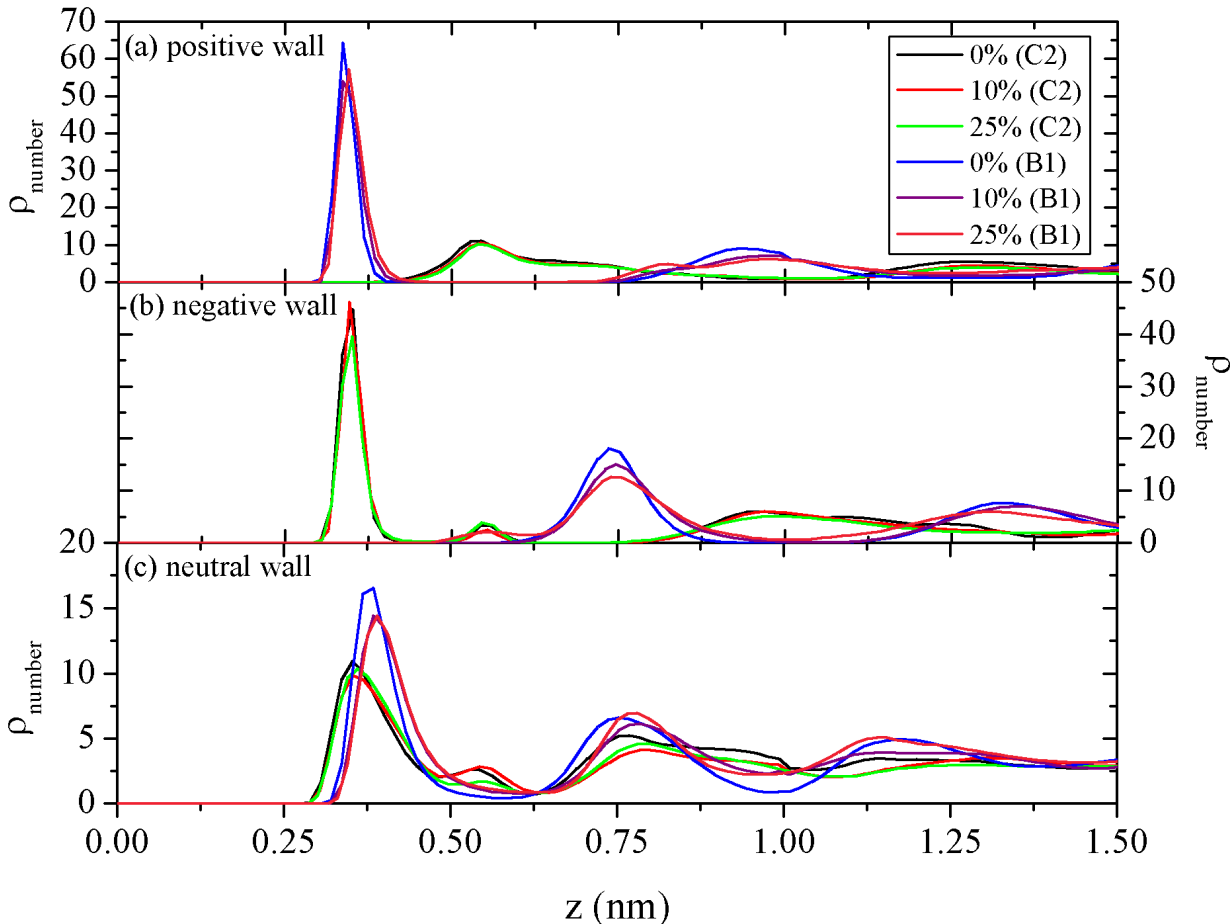 70
60
50
40
30
20
10
0
ρnumber
(a) positive wall
0% (C2)
10% (C2)
25% (C2)
0% (B1)
10% (B1)
25% (B1)
(b) negative wall
50
40
30
20
10
0
ρnumber
(c) neutral wall
20
15
10
5
0
ρnumber
0.00 0.25 0.50 0.75 1.00 1.25 1.50
z (nm)